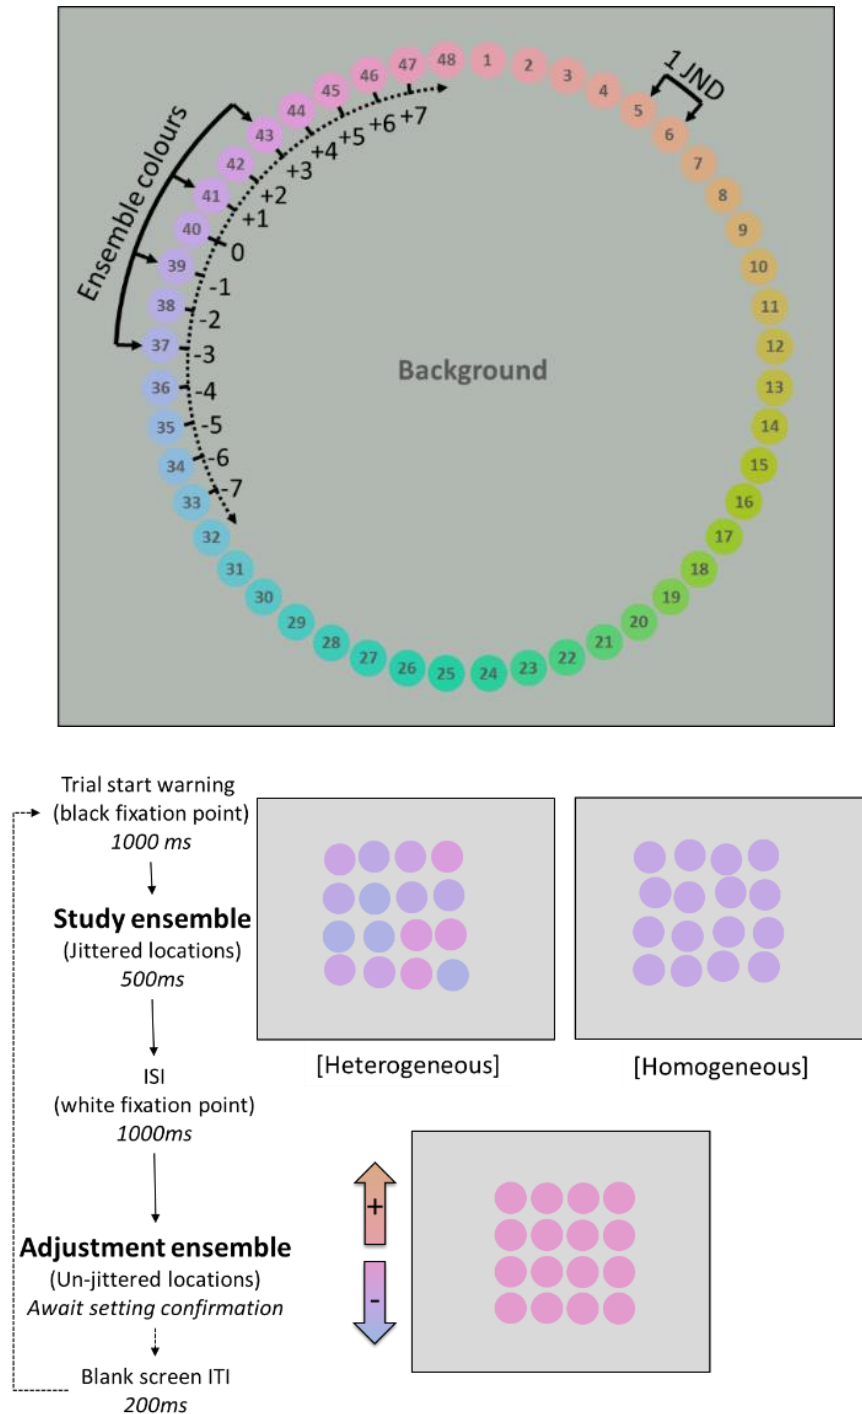 48 1 2 3 4 5 6 7 8 9 10 11 12 13 14 15 16 17 18 19 20 21 22 23 24 25 26 27 28 29 30 31 32 33 34 35 36 37 38 39 40 41 42 43 44 45 46 47
1 JND
Ensemble colours
+7
+6
+5
+4
+3
+2
+1
0
-1
-2
-3
-4
-5
-6
-7
Background
Trial start warning
(black fixation point)
1000 ms
Study ensemble
(Jittered locations)
500ms
[Heterogeneous]
[Homogeneous]
ISI
(white fixation point)
1000ms
Adjustment ensemble
(Un-jittered locations)
Await setting confirmation
+
-
Blank screen ITI
200ms